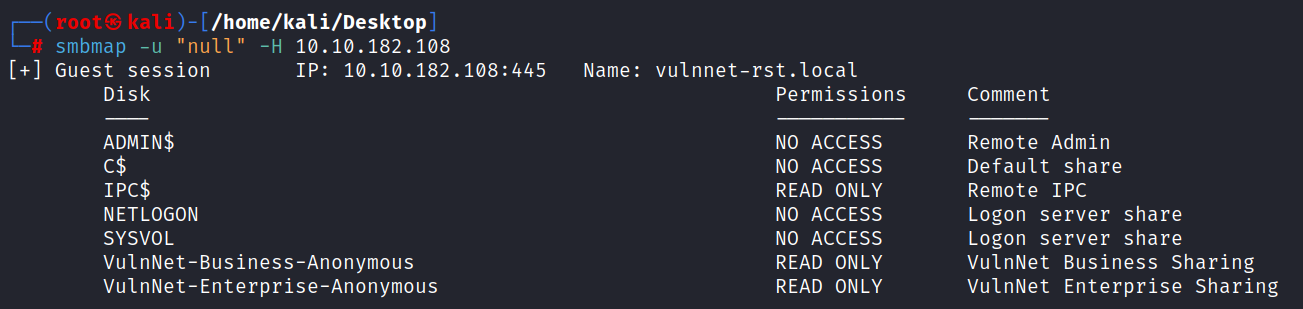 ┌──(root㉿kali)-[/home/kali/Desktop]
└─# smbmap -u "null" -H 10.10.182.108
[+] Guest session IP: 10.10.182.108:445 Name: vulnnet-rst.local
Disk Permissions Comment
---- ----------- -------
ADMIN$ NO ACCESS Remote Admin
C$ NO ACCESS Default share
IPC$ READ ONLY Remote IPC
NETLOGON NO ACCESS Logon server share
SYSVOL NO ACCESS Logon server share
VulnNet-Business-Anonymous READ ONLY VulnNet Business Sharing
VulnNet-Enterprise-Anonymous READ ONLY VulnNet Enterprise Sharing